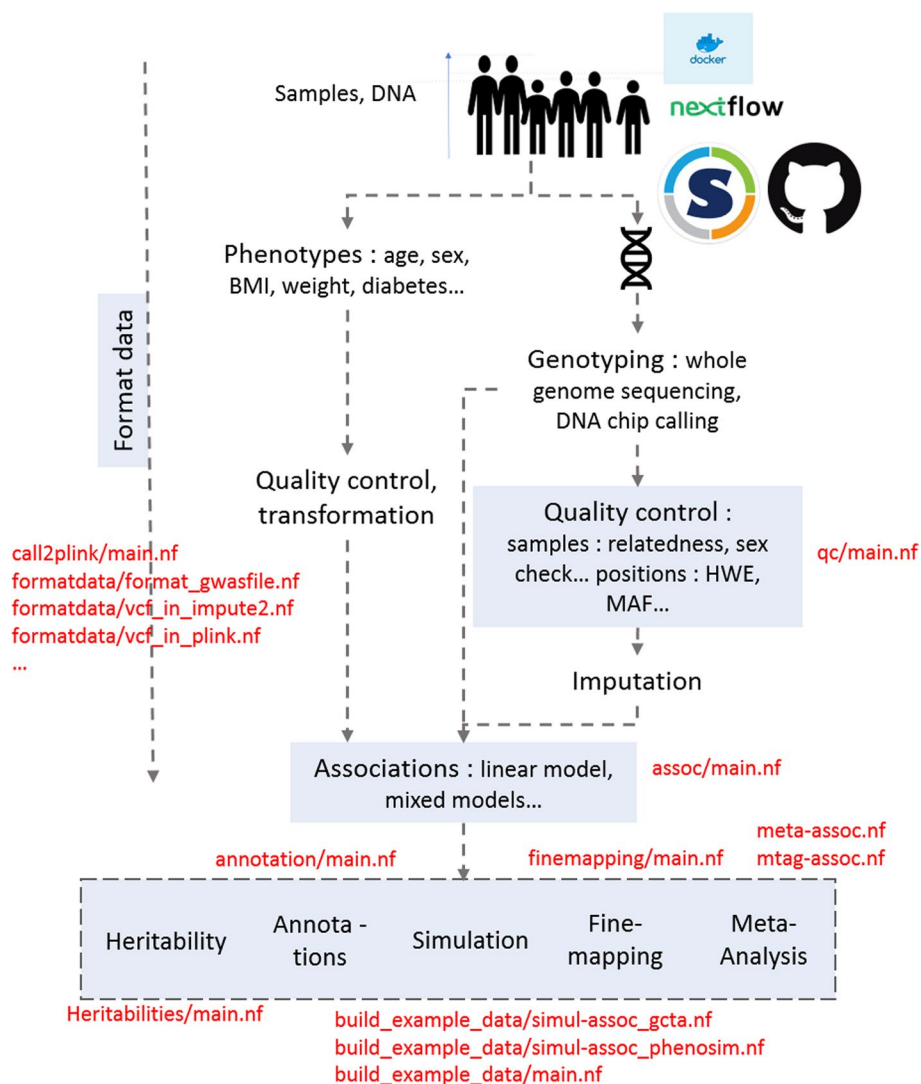 docker
Samples, DNA
nextflow
S
Phenotypes : age, sex,
BMI, weight, diabetes...
Format data
Genotyping : whole
genome sequencing,
DNA chip calling
Quality control,
transformation
Quality control :
samples : relatedness, sex
check... positions : HWE,
MAF...
qc/main.nf
call2plink/main.nf
formatdata/format_gwasfile.nf
formatdata/vcf_in_impute2.nf
formatdata/vcf_in_plink.nf
...
Imputation
Associations : linear model,
mixed models...
assoc/main.nf
meta-assoc.nf
mtag-assoc.nf
annotation/main.nf
finemapping/main.nf
Heritability
Annota -
tions
Simulation
Fine-
mapping
Meta-
Analysis
Heritabilities/main.nf
build_example_data/simul-assoc_gcta.nf
build_example_data/simul-assoc_phenosim.nf
build_example_data/main.nf